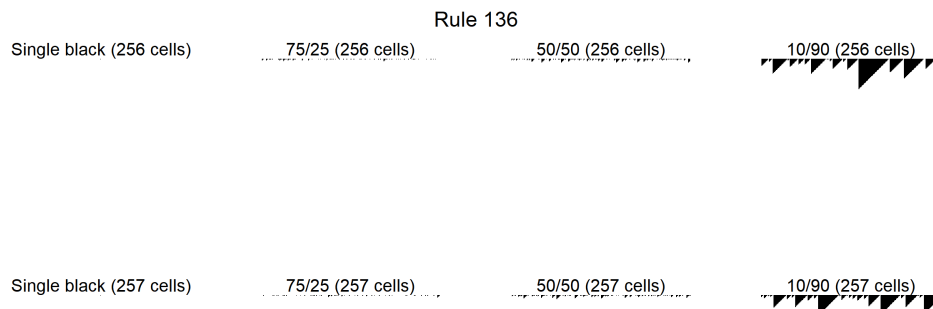 Rule 136
Single black (256 cells)
75/25 (256 cells)
50/50 (256 cells)
10/90 (256 cells)
Single black (257 cells)
75/25 (257 cells)
50/50 (257 cells)
10/90 (257 cells)